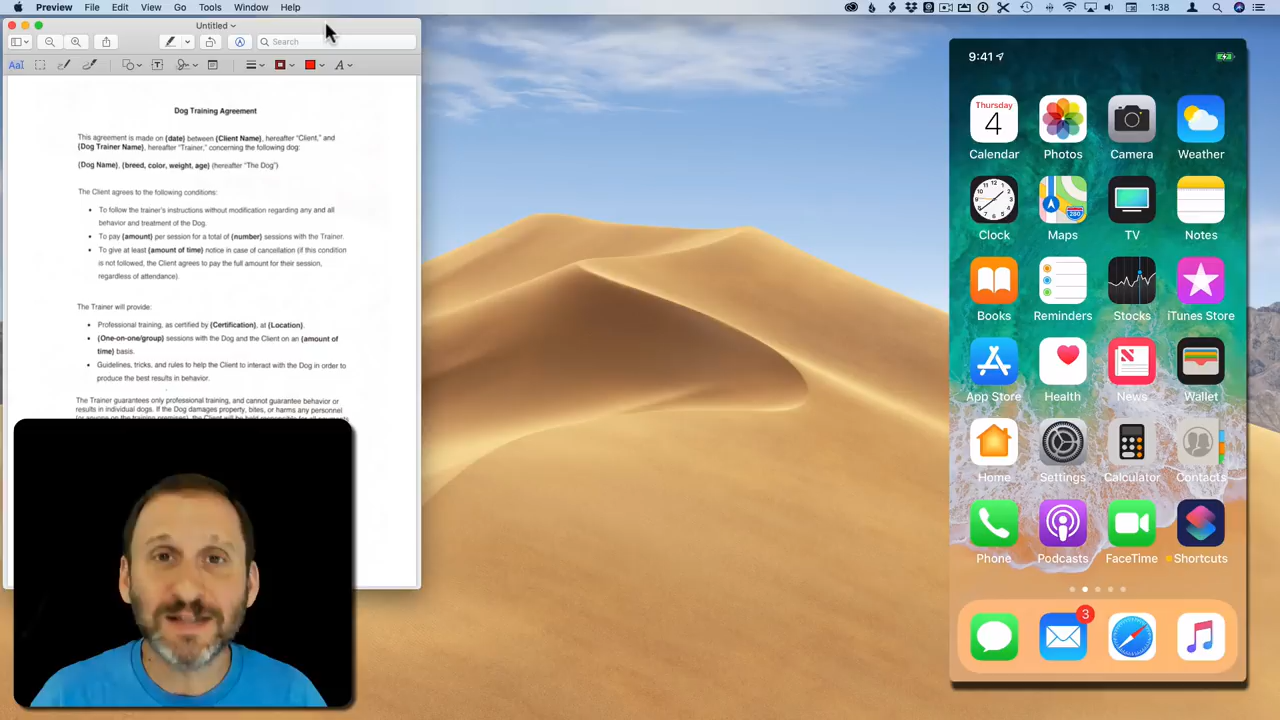 Preview File Edit View Go Tools Window Help
1:38
Untitled
Search
AaI
A
Dog Training Agreement
This agreement is made on {date} between {Client Name}, hereafter “Client,” and
{Dog Trainer Name}, hereafter “Trainer,” concerning the following dog:
{Dog Name}, {breed, color, weight, age} (hereafter “The Dog”)
The Client agrees to the following conditions:
• To follow the trainer's instructions without modification regarding any and all
behavior and treatment of the Dog.
• To pay {amount} per session for a total of {number} sessions with the Trainer.
• To give at least {amount of time} notice in case of cancellation (if this condition
is not followed, the Client agrees to pay the full amount for their session,
regardless of attendance).
The Trainer will provide:
• Professional training, as certified by {Certification}, at {Location}.
• {One-on-one/group} sessions with the Dog and the Client on an {amount of
time} basis.
• Guidelines, tricks, and rules to help the Client to interact with the Dog in order to
produce the best results in behavior.
The Trainer guarantees only professional training, and cannot guarantee behavior or
results in individual dogs. If the Dog damages property, bites, or harms any personnel
9:41
Thursday
4
Calendar Photos Camera Weather
280
Clock Maps TV Notes
Books Reminders Stocks iTunes Store
App Store Health News Wallet
Home Settings Calculator Contacts
Phone Podcasts FaceTime Shortcuts
3